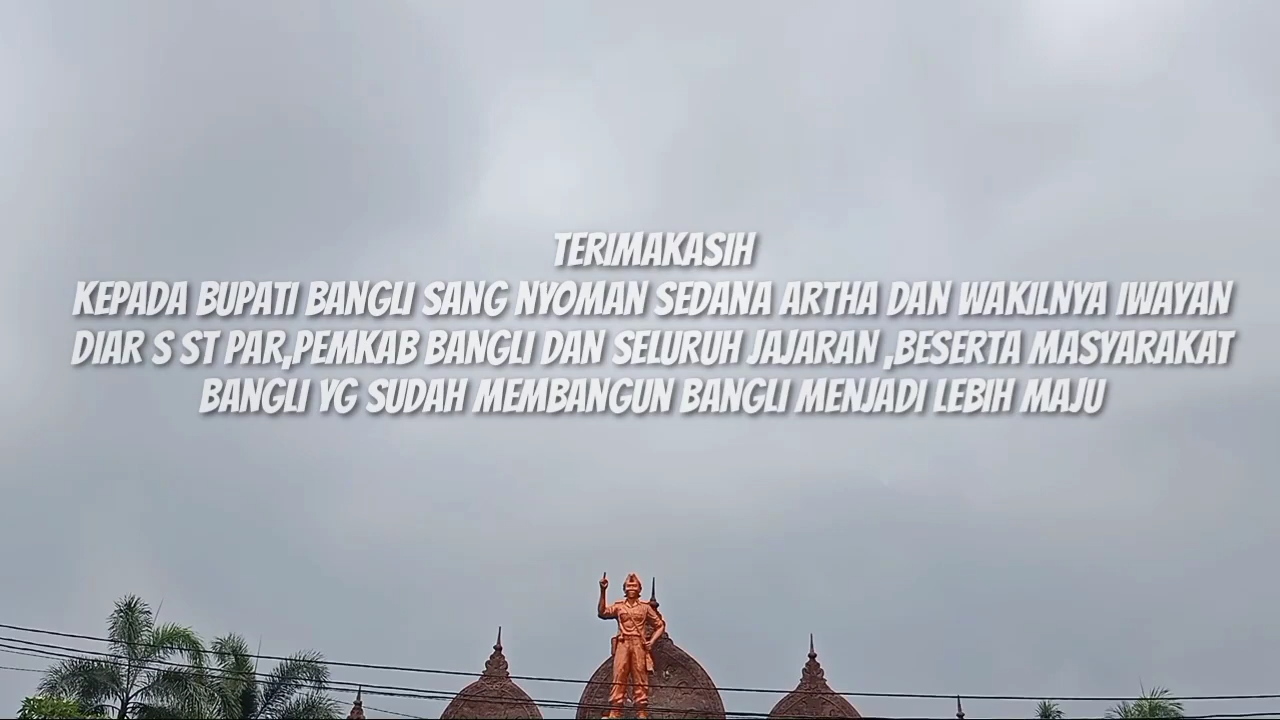 TERIMAKASIH
KEPADA BUPATI BANGLI SANG NYOMAN SEDANA ARTHA DAN WAKILNYA IWAYAN
DIAR S ST PAR,PEMKAB BANGLI DAN SELURUH JAJARAN ,BESERTA MASYARAKAT
BANGLI YG SUDAH MEMBANGUN BANGLI MENJADI LEBIH MAJU